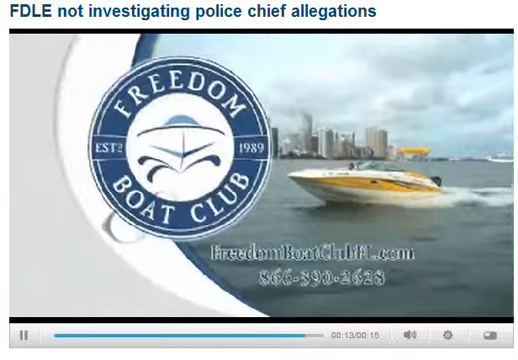 FDLE not investigating police chief allegations
FREEDOM
ESTD 1989
BOAT CLUB
FreedomBoatClubFL.com
866-390-2628
00:13/00:15